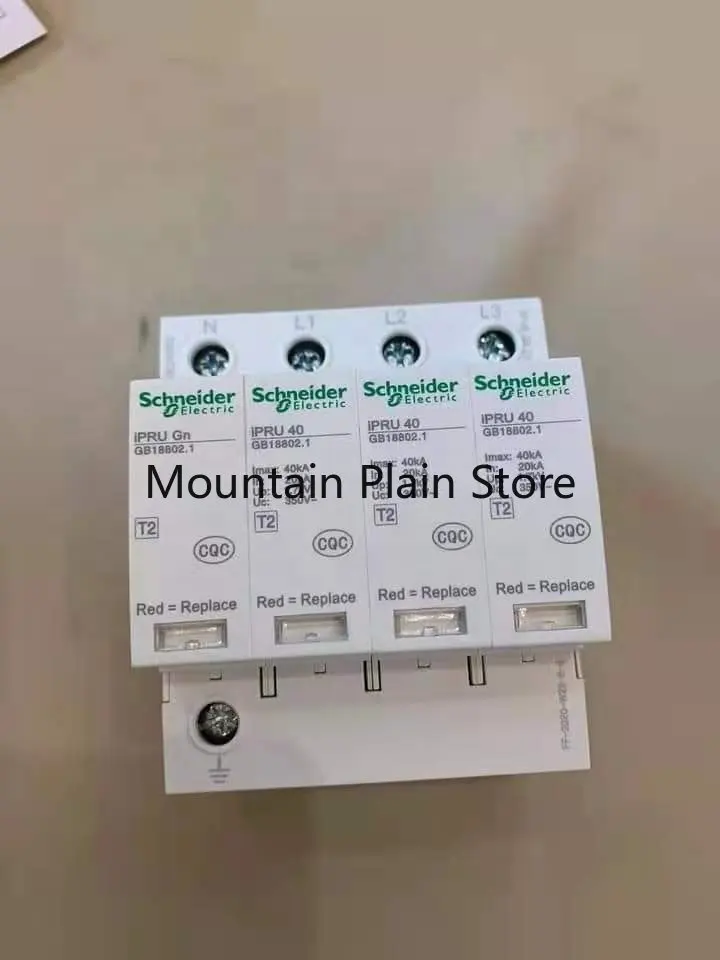 N L1 L2 L3
Schneider Electric
iPRU Gn
GB18802.1
T2
CQC
Red = Replace
Schneider Electric
iPRU 40
GB18802.1
Imax: 40kA
Uc: 350V~
T2
CQC
Red = Replace
Schneider Electric
iPRU 40
GB18802.1
Imax: 40kA
T2
CQC
Red = Replace
Schneider Electric
iPRU 40
GB18802.1
Imax: 40kA
20kA
T2
CQC
Red = Replace
Mountain Plain Store